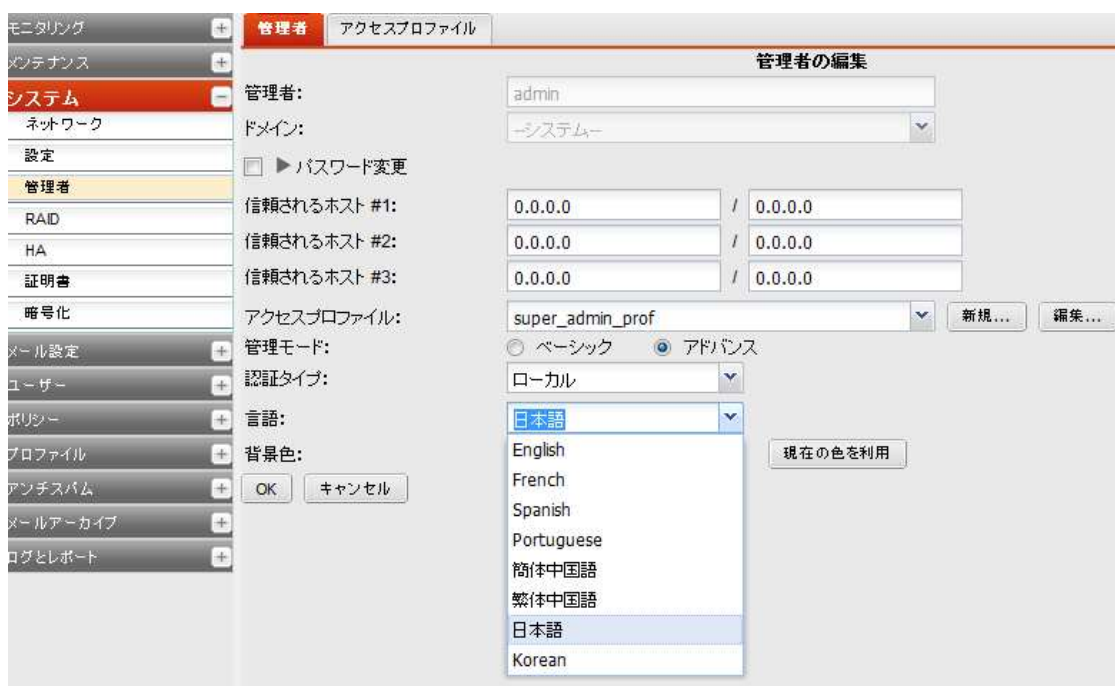 モニタリング
メンテナンス
システム
ネットワーク
設定
管理者
RAID
HA
証明書
暗号化
メール設定
ユーザー
ポリシー
プロファイル
アンチスパム
メールアーカイブ
ログとレポート
管理者 アクセスプロファイル
管理者の編集
管理者: admin
ドメイン: --システム--
パスワード変更
信頼されるホスト #1: 0.0.0.0 / 0.0.0.0
信頼されるホスト #2: 0.0.0.0 / 0.0.0.0
信頼されるホスト #3: 0.0.0.0 / 0.0.0.0
アクセスプロファイル: super_admin_prof 新規... 編集...
管理モード: ベーシック アドバンス
認証タイプ: ローカル
言語: 日本語
English
French
Spanish
Portuguese
簡体中国語
繁体中国語
日本語
Korean
背景色: 現在の色を利用
OK キャンセル